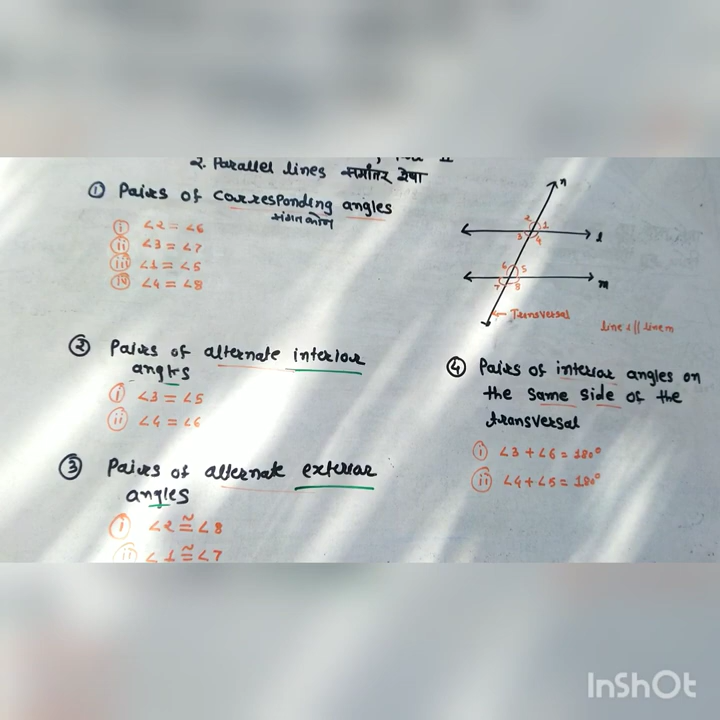 2. Parallel lines समांतर रेषा
① Pairs of corresponding angles
संगत कोन
i ∠2 = ∠6
ii ∠3 = ∠7
iii ∠1 = ∠5
iv ∠4 = ∠8
② Pairs of alternate interior
angles
i ∠3 = ∠5
ii ∠4 = ∠6
③ Pairs of alternate exterior
angles
i ∠2 ≅ ∠8
ii ∠1 ≅ ∠7
n
2 1
3 4
l
6 5
7 8
m
Transversal
line l || line m
④ Pairs of interior angles on
the same side of the
transversal
i ∠3 + ∠6 = 180°
ii ∠4 + ∠5 = 180°
InShOt